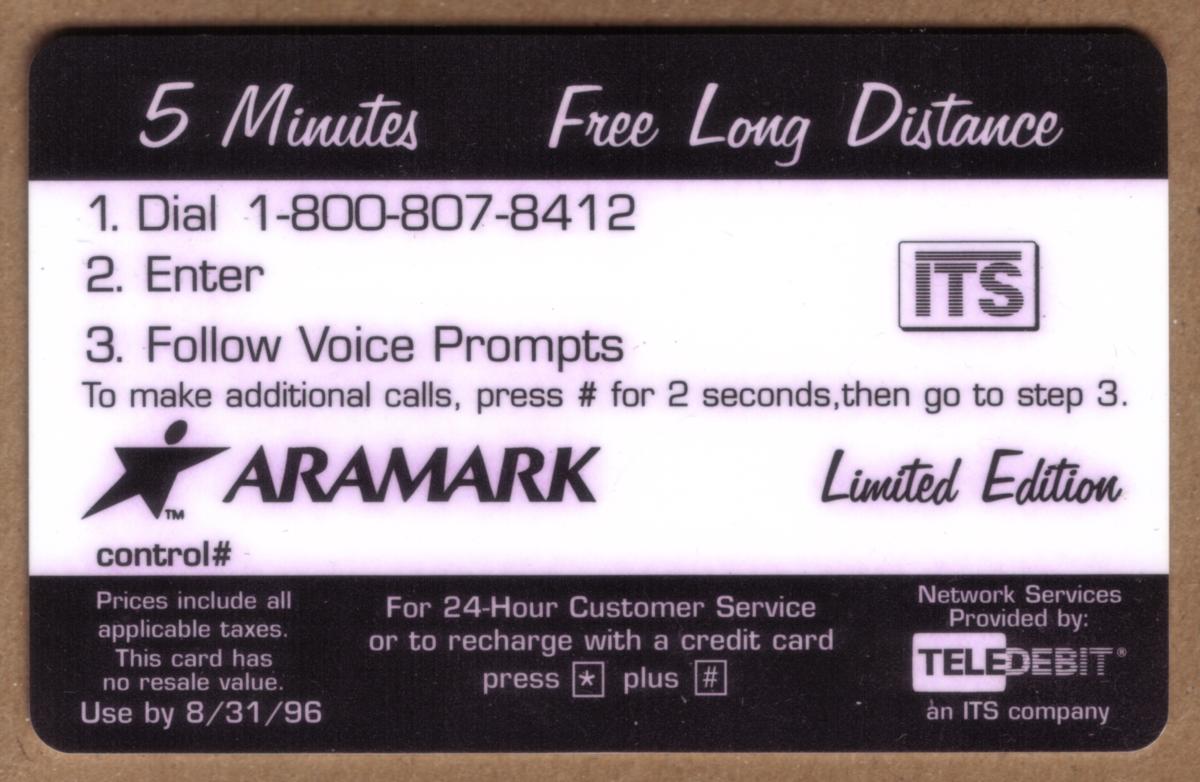 5 Minutes Free Long Distance
1. Dial 1-800-807-8412
2. Enter
ITS
3. Follow Voice Prompts
To make additional calls, press # for 2 seconds,then go to step 3.
ARAMARK
TM
Limited Edition
control#
Prices include all
applicable taxes.
This card has
no resale value.
Use by 8/31/96
For 24-Hour Customer Service
or to recharge with a credit card
press * plus #
Network Services
Provided by:
TELEDEBIT®
an ITS company